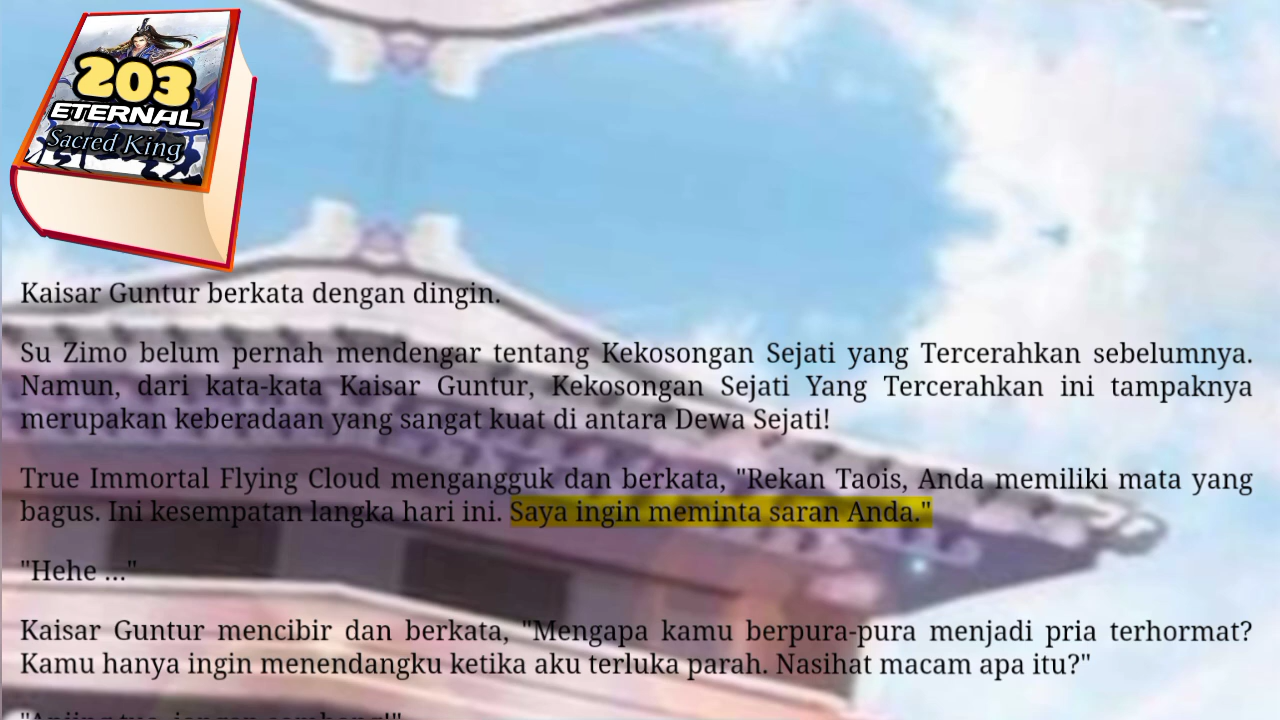 203
ETERNAL
Sacred King
Kaisar Guntur berkata dengan dingin.
Su Zimo belum pernah mendengar tentang Kekosongan Sejati yang Tercerahkan sebelumnya.
Namun, dari kata-kata Kaisar Guntur, Kekosongan Sejati Yang Tercerahkan ini tampaknya
merupakan keberadaan yang sangat kuat di antara Dewa Sejati!
True Immortal Flying Cloud mengangguk dan berkata, "Rekan Taois, Anda memiliki mata yang
bagus. Ini kesempatan langka hari ini. Saya ingin meminta saran Anda."
"Hehe ..."
Kaisar Guntur mencibir dan berkata, "Mengapa kamu berpura-pura menjadi pria terhormat?
Kamu hanya ingin menendangku ketika aku terluka parah. Nasihat macam apa itu?"